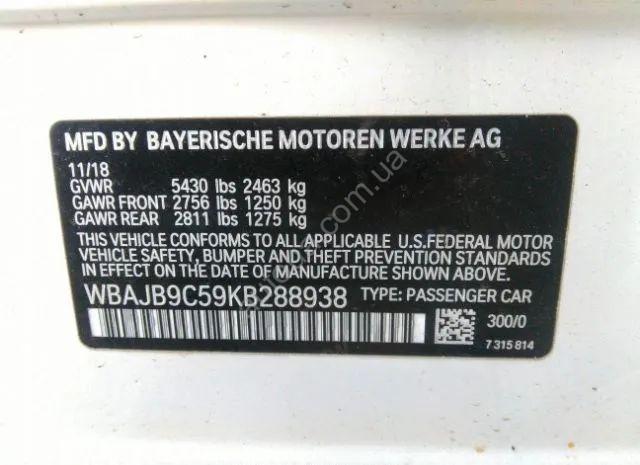 MFD BY BAYERISCHE MOTOREN WERKE AG
11/18
GVWR 5430 lbs 2463 kg
GAWR FRONT 2756 lbs 1250 kg
GAWR REAR 2811 lbs 1275 kg
THIS VEHICLE CONFORMS TO ALL APPLICABLE U.S.FEDERAL MOTOR
VEHICLE SAFETY, BUMPER AND THEFT PREVENTION STANDARDS
IN EFFECT ON THE DATE OF MANUFACTURE SHOWN ABOVE.
WBAJB9C59KB288938 TYPE: PASSENGER CAR
300/0
7 315 814